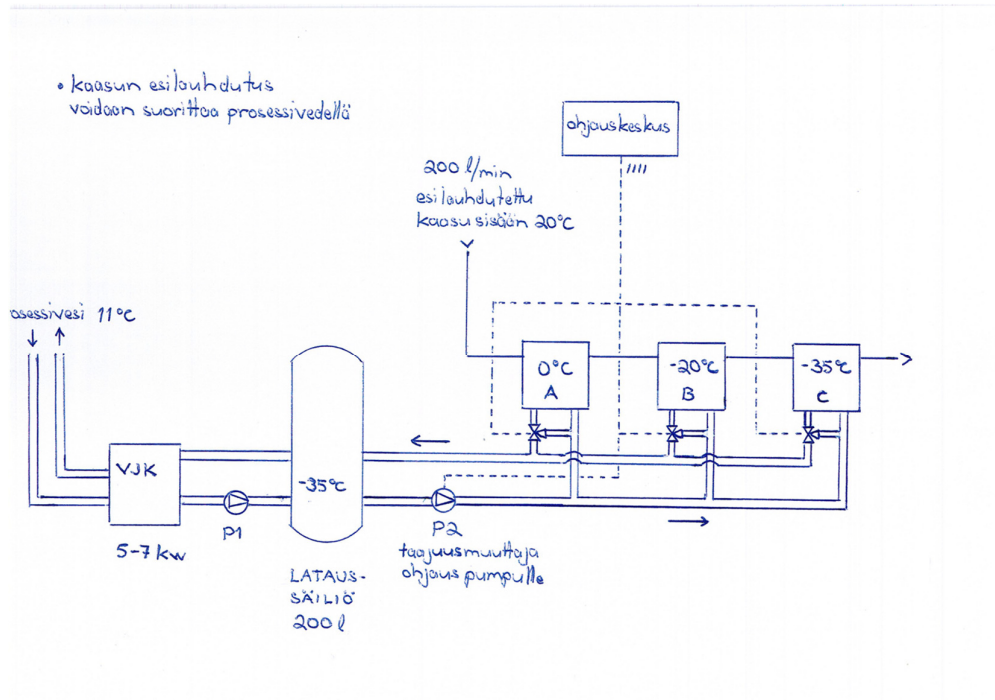 • kaasun esilauhdutus
voidaan suorittaa prosessivedellä
ohjauskeskus
200 l/min
esilauhdutettu
kaasu sisään 20°C
osessivesi 11°C
0°C
A
-20°C
B
-35°C
C
VJK
-35°C
P1
P2
5-7 kw
taajuusmuuttaja
ohjaus pumpulle
LATAUS-
SÄILIÖ
200 l